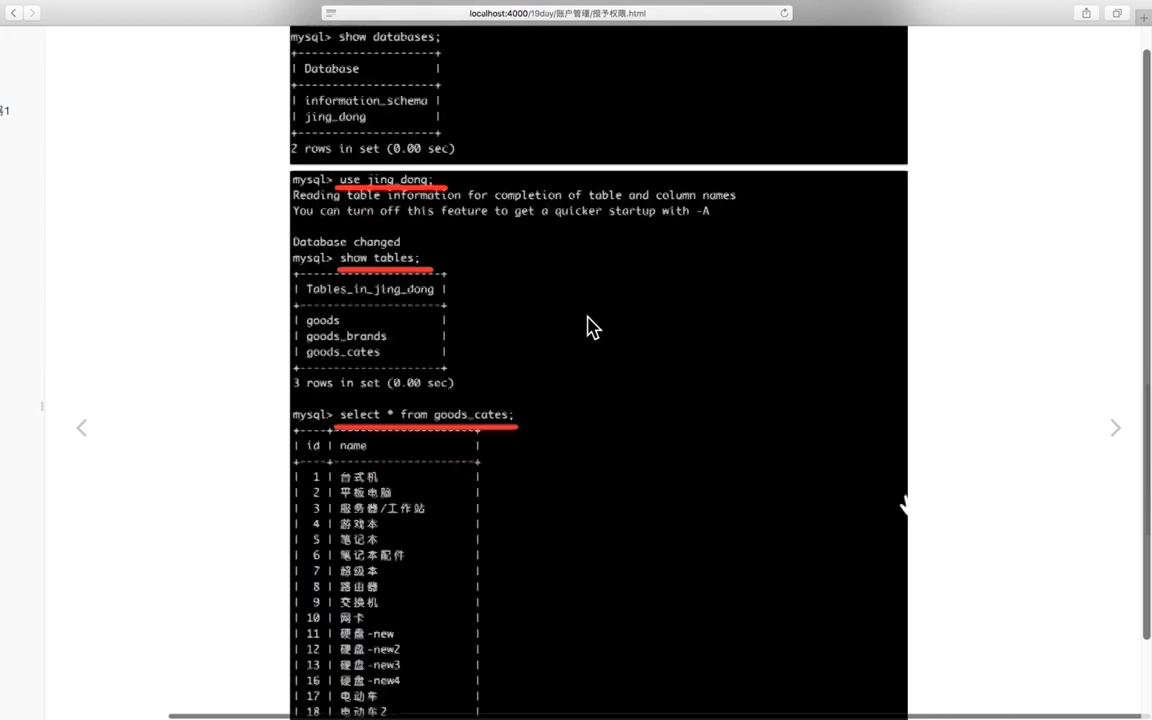 localhost:4000/19day/账户管理/授予权限.html
器1
mysql> show databases;
+--------------------+
| Database           |
+--------------------+
| information_schema |
| jing_dong          |
+--------------------+
2 rows in set (0.00 sec)
mysql> use jing_dong;
Reading table information for completion of table and column names
You can turn off this feature to get a quicker startup with -A
Database changed
mysql> show tables;
+---------------------+
| Tables_in_jing_dong |
+---------------------+
| goods               |
| goods_brands        |
| goods_cates         |
+---------------------+
3 rows in set (0.00 sec)
mysql> select * from goods_cates;
+----+-------------------+
| id | name              |
+----+-------------------+
| 1 | 台式机 |
| 2 | 平板电脑 |
| 3 | 服务器/工作站 |
| 4 | 游戏本 |
| 5 | 笔记本 |
| 6 | 笔记本配件 |
| 7 | 超级本 |
| 8 | 路由器 |
| 9 | 交换机 |
| 10 | 网卡 |
| 11 | 硬盘-new |
| 12 | 硬盘-new2 |
| 13 | 硬盘-new3 |
| 16 | 硬盘-new4 |
| 17 | 电动车 |
| 18 | 电动车2 |